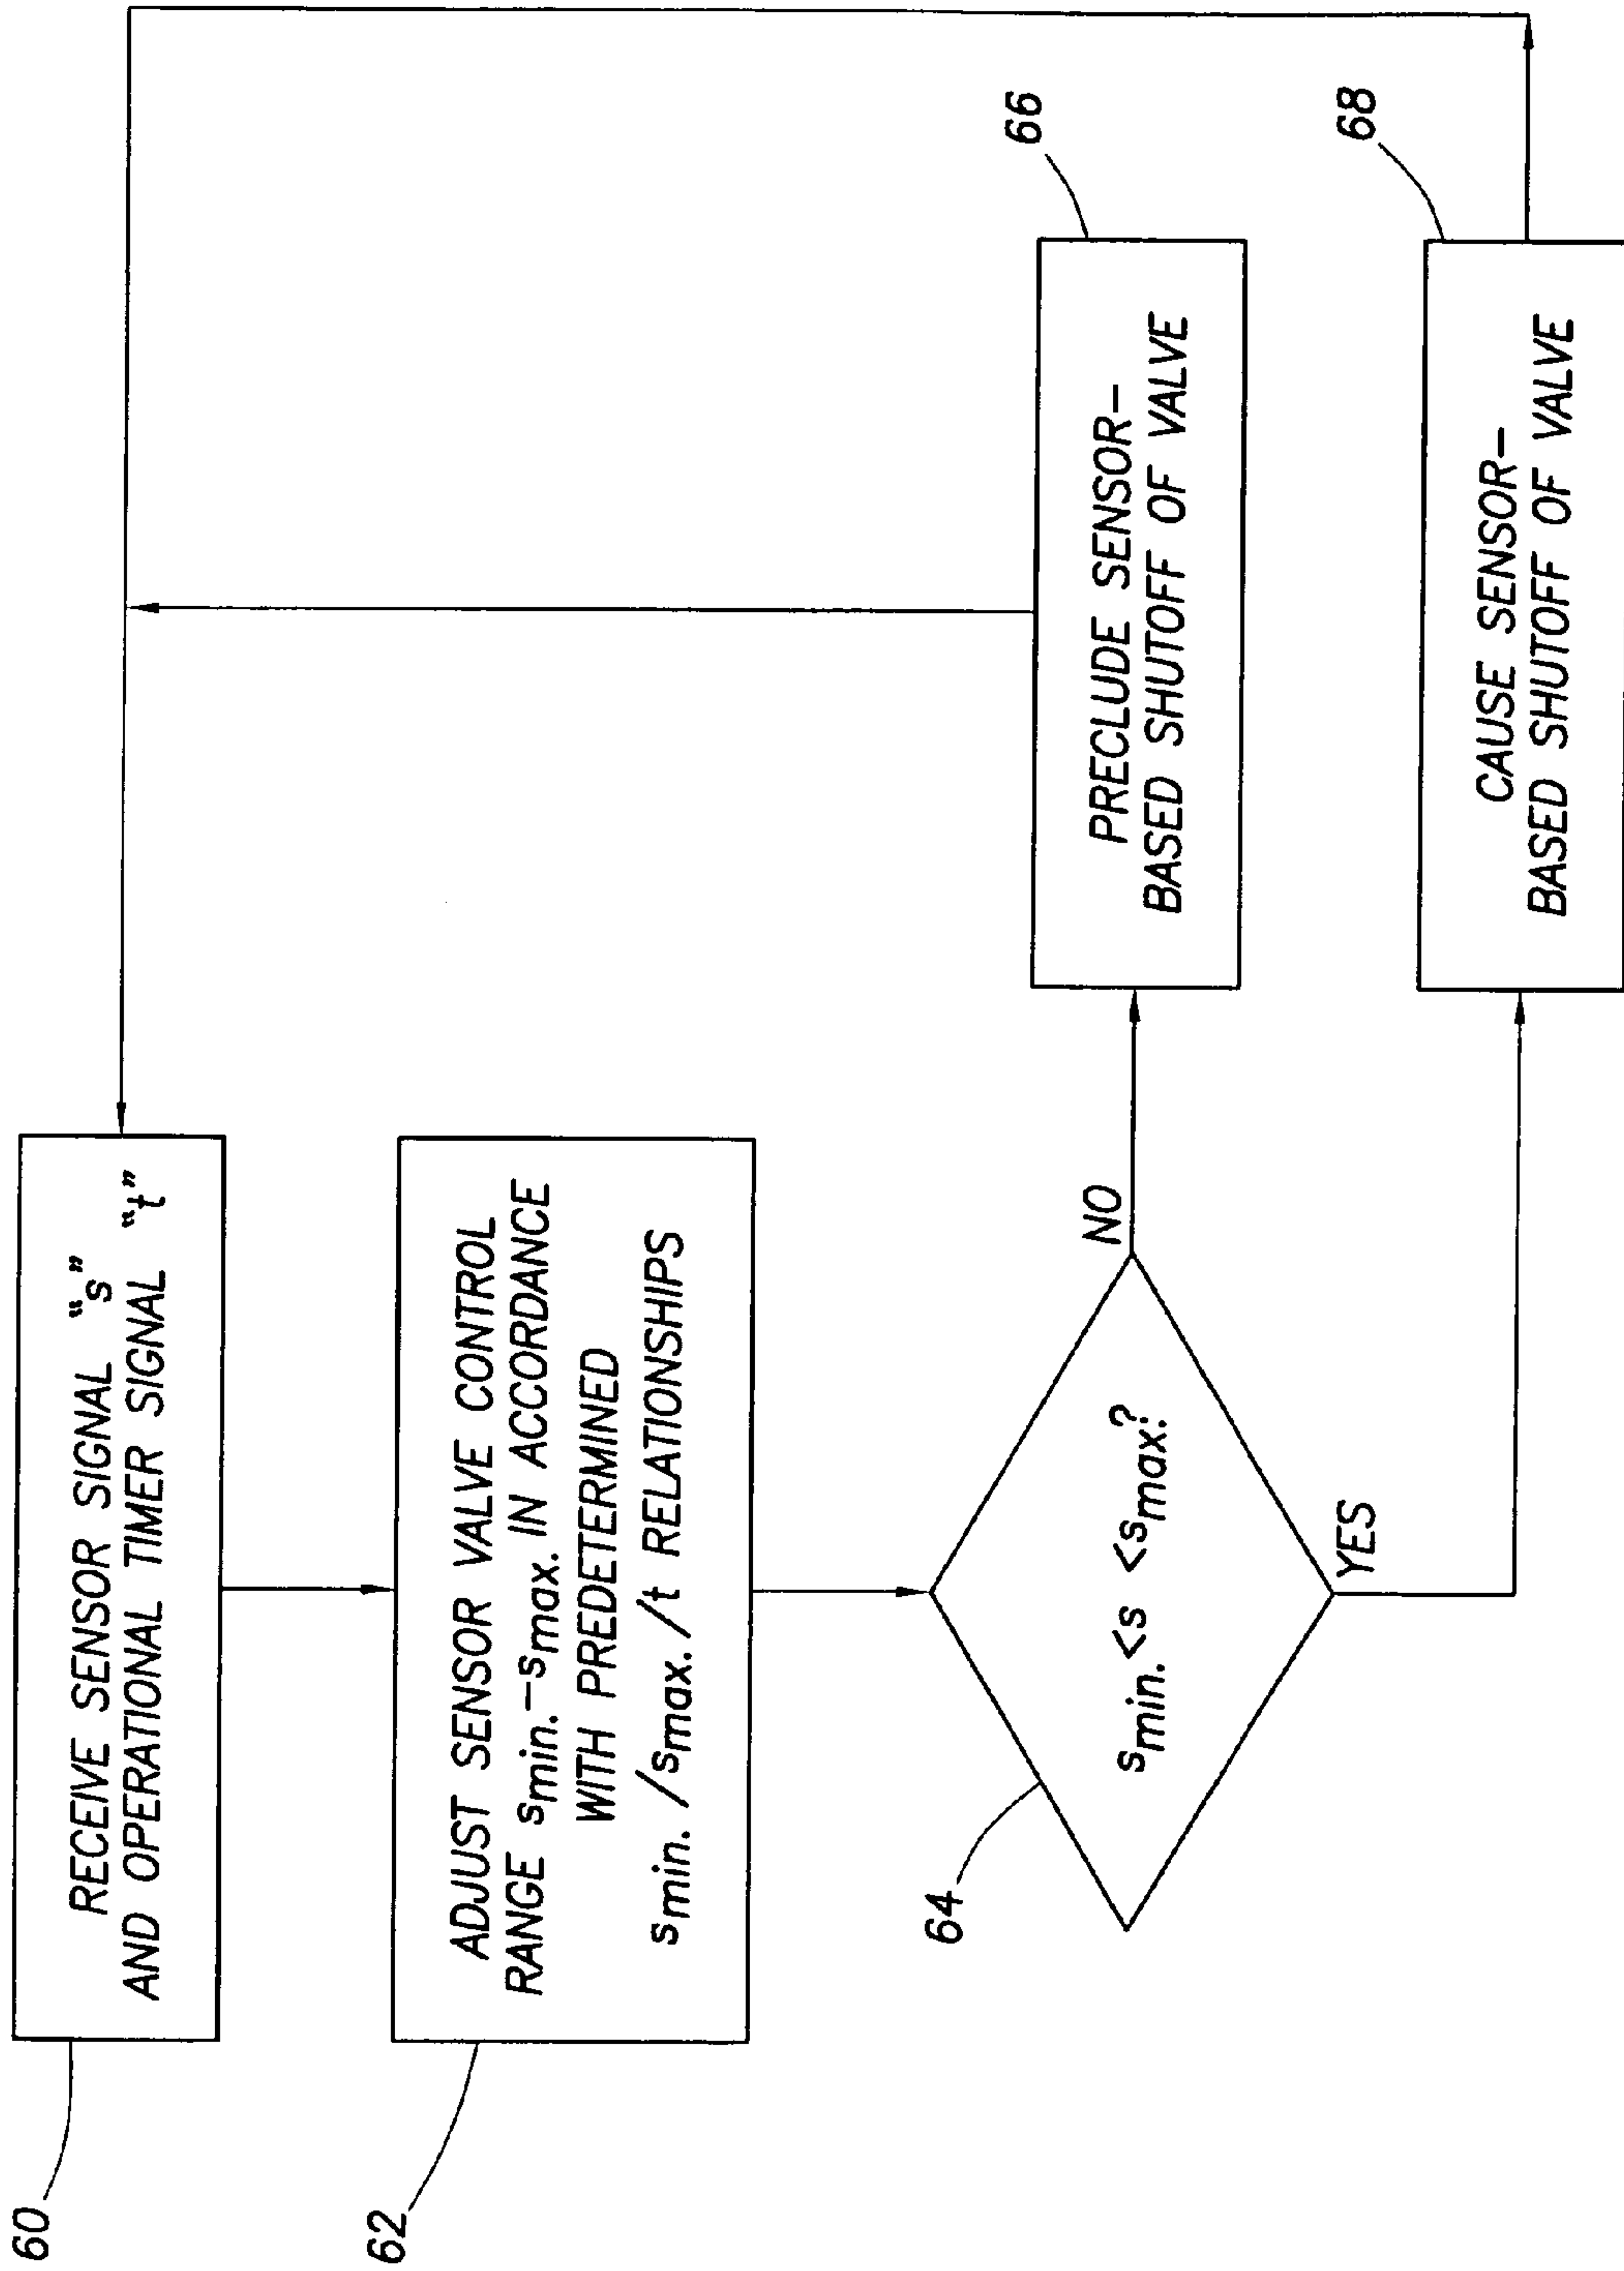 60
RECEIVE SENSOR SIGNAL “s”
AND OPERATIONAL TIMER SIGNAL “t”
62
ADJUST SENSOR VALVE CONTROL
RANGE smin.–smax. IN ACCORDANCE
WITH PREDETERMINED
smin. /smax. /t RELATIONSHIPS
64
smin. <s <smax.?
NO
YES
66
PRECLUDE SENSOR–
BASED SHUTOFF OF VALVE
68
CAUSE SENSOR–
BASED SHUTOFF OF VALVE